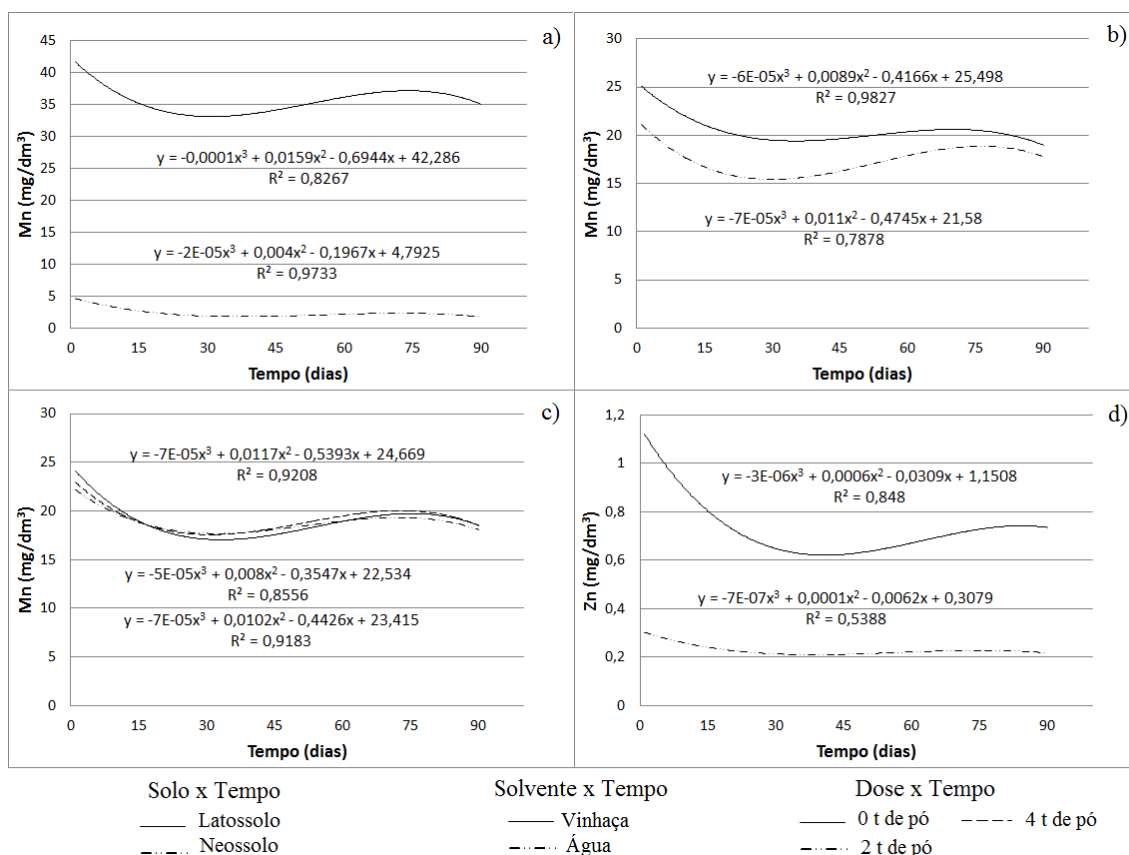 a)
45
40
35
30
25
20
15
10
5
0
Mn (mg/dm³)
y = -0,0001x³ + 0,0159x² - 0,6944x + 42,286
R² = 0,8267
y = -2E-05x³ + 0,004x² - 0,1967x + 4,7925
R² = 0,9733
0 15 30 45 60 75 90
Tempo (dias)
b)
30
25
20
15
10
5
0
Mn (mg/dm³)
y = -6E-05x³ + 0,0089x² - 0,4166x + 25,498
R² = 0,9827
y = -7E-05x³ + 0,011x² - 0,4745x + 21,58
R² = 0,7878
0 15 30 45 60 75 90
Tempo (dias)
c)
30
25
20
15
10
5
0
Mn (mg/dm³)
y = -7E-05x³ + 0,0117x² - 0,5393x + 24,669
R² = 0,9208
y = -5E-05x³ + 0,008x² - 0,3547x + 22,534
R² = 0,8556
y = -7E-05x³ + 0,0102x² - 0,4426x + 23,415
R² = 0,9183
0 15 30 45 60 75 90
Tempo (dias)
d)
1,2
1
0,8
0,6
0,4
0,2
0
Zn (mg/dm³)
y = -3E-06x³ + 0,0006x² - 0,0309x + 1,1508
R² = 0,848
y = -7E-07x³ + 0,0001x² - 0,0062x + 0,3079
R² = 0,5388
0 15 30 45 60 75 90
Tempo (dias)
Solo x Tempo
Latossolo
Neossolo
Solvente x Tempo
Vinhaça
Água
Dose x Tempo
0 t de pó 4 t de pó
2 t de pó